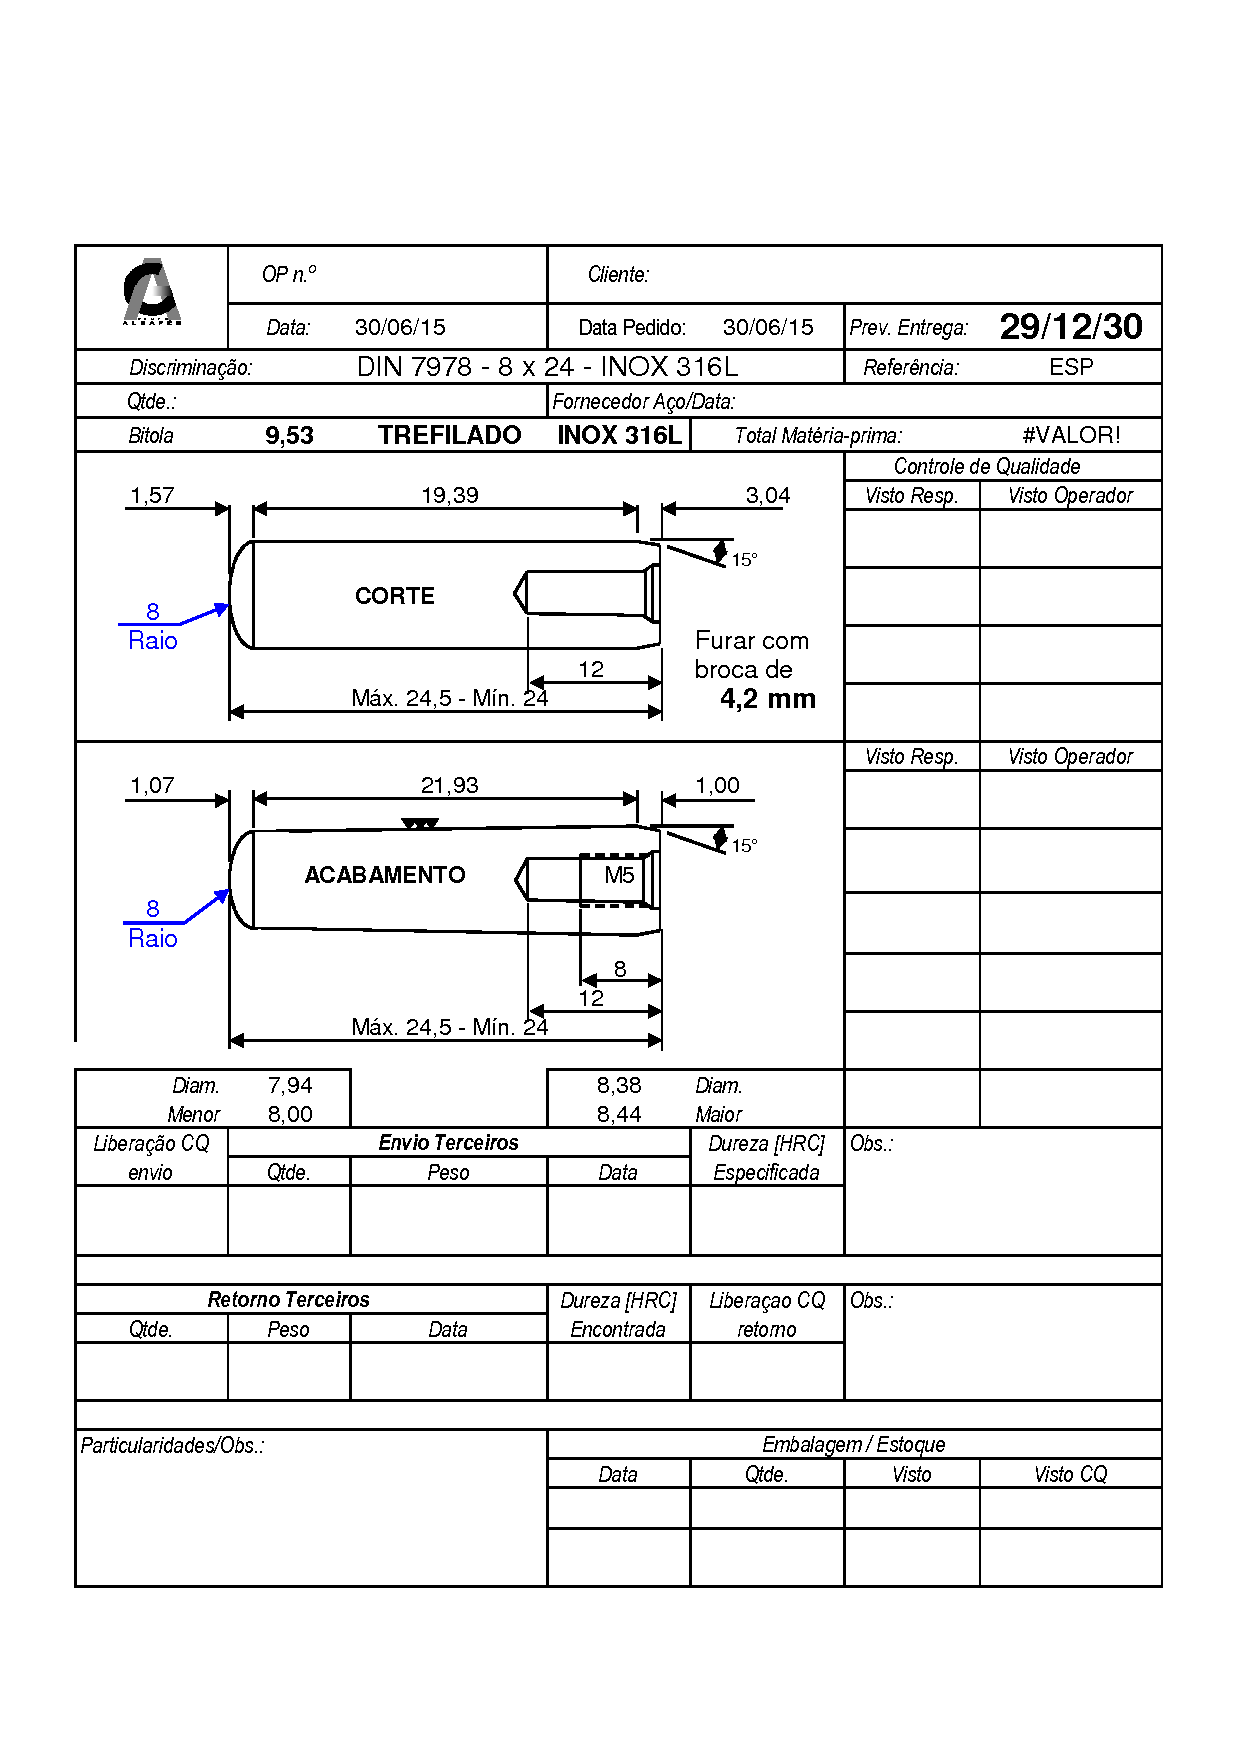 GRUPO
ALBAFER
OP n.º
Cliente:
Data: 30/06/15
Data Pedido: 30/06/15
Prev. Entrega: 29/12/30
Discriminação: DIN 7978 - 8 x 24 - INOX 316L
Referência: ESP
Qtde.:
Fornecedor Aço/Data:
Bitola 9,53 TREFILADO INOX 316L
Total Matéria-prima: #VALOR!
Controle de Qualidade
Visto Resp. Visto Operador
1,57 19,39 3,04
15°
CORTE
8
Raio
Furar com
broca de
4,2 mm
12
Máx. 24,5 - Mín. 24
Visto Resp. Visto Operador
1,07 21,93 1,00
15°
ACABAMENTO M5
8
Raio
8
12
Máx. 24,5 - Mín. 24
Diam. 7,94 8,38 Diam.
Menor 8,00 8,44 Maior
Liberação CQ Envio Terceiros Dureza [HRC] Obs.:
envio Qtde. Peso Data Especificada
Retorno Terceiros Dureza [HRC] Liberaçao CQ Obs.:
Qtde. Peso Data Encontrada retorno
Particularidades/Obs.:
Embalagem / Estoque
Data Qtde. Visto Visto CQ